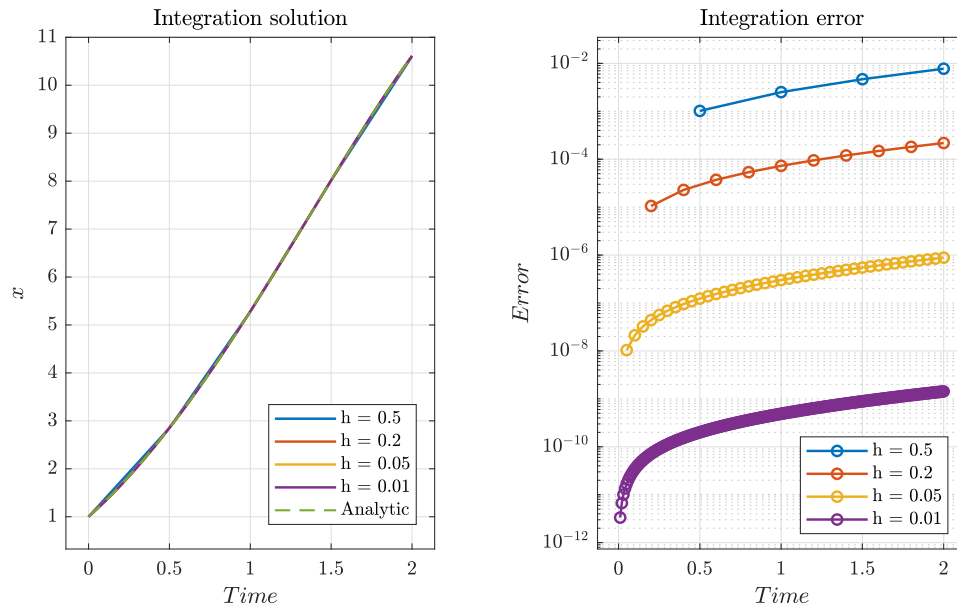 Integration solution
11
10
9
8
7
6
5
4
3
2
1
x
0
0.5
1
1.5
2
Time
h = 0.5
h = 0.2
h = 0.05
h = 0.01
Analytic
Integration error
10⁻²
10⁻⁴
10⁻⁶
10⁻⁸
10⁻¹⁰
10⁻¹²
Error
0
0.5
1
1.5
2
Time
h = 0.5
h = 0.2
h = 0.05
h = 0.01